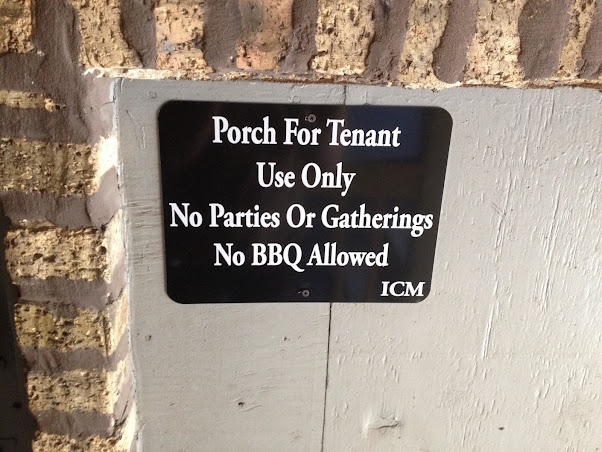 Porch For Tenant
Use Only
No Parties Or Gatherings
No BBQ Allowed
ICM